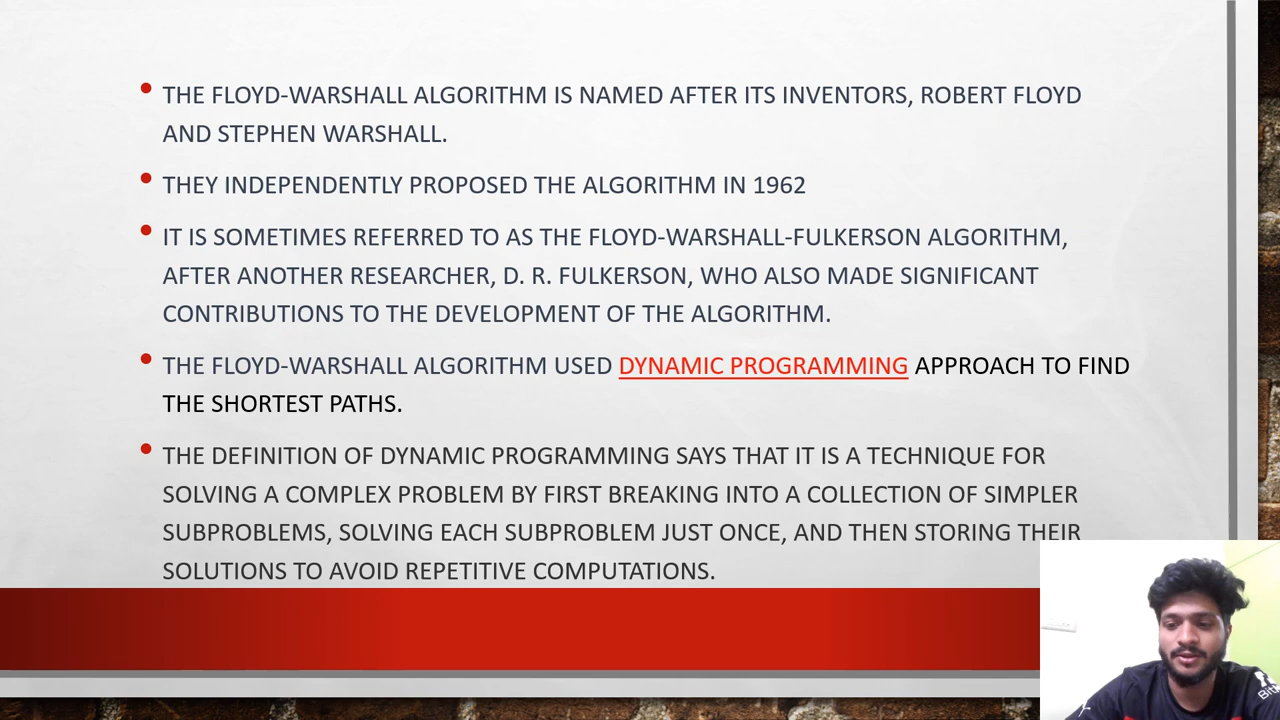 THE FLOYD-WARSHALL ALGORITHM IS NAMED AFTER ITS INVENTORS, ROBERT FLOYD
AND STEPHEN WARSHALL.
THEY INDEPENDENTLY PROPOSED THE ALGORITHM IN 1962
IT IS SOMETIMES REFERRED TO AS THE FLOYD-WARSHALL-FULKERSON ALGORITHM,
AFTER ANOTHER RESEARCHER, D. R. FULKERSON, WHO ALSO MADE SIGNIFICANT
CONTRIBUTIONS TO THE DEVELOPMENT OF THE ALGORITHM.
THE FLOYD-WARSHALL ALGORITHM USED DYNAMIC PROGRAMMING APPROACH TO FIND
THE SHORTEST PATHS.
THE DEFINITION OF DYNAMIC PROGRAMMING SAYS THAT IT IS A TECHNIQUE FOR
SOLVING A COMPLEX PROBLEM BY FIRST BREAKING INTO A COLLECTION OF SIMPLER
SUBPROBLEMS, SOLVING EACH SUBPROBLEM JUST ONCE, AND THEN STORING THEIR
SOLUTIONS TO AVOID REPETITIVE COMPUTATIONS.